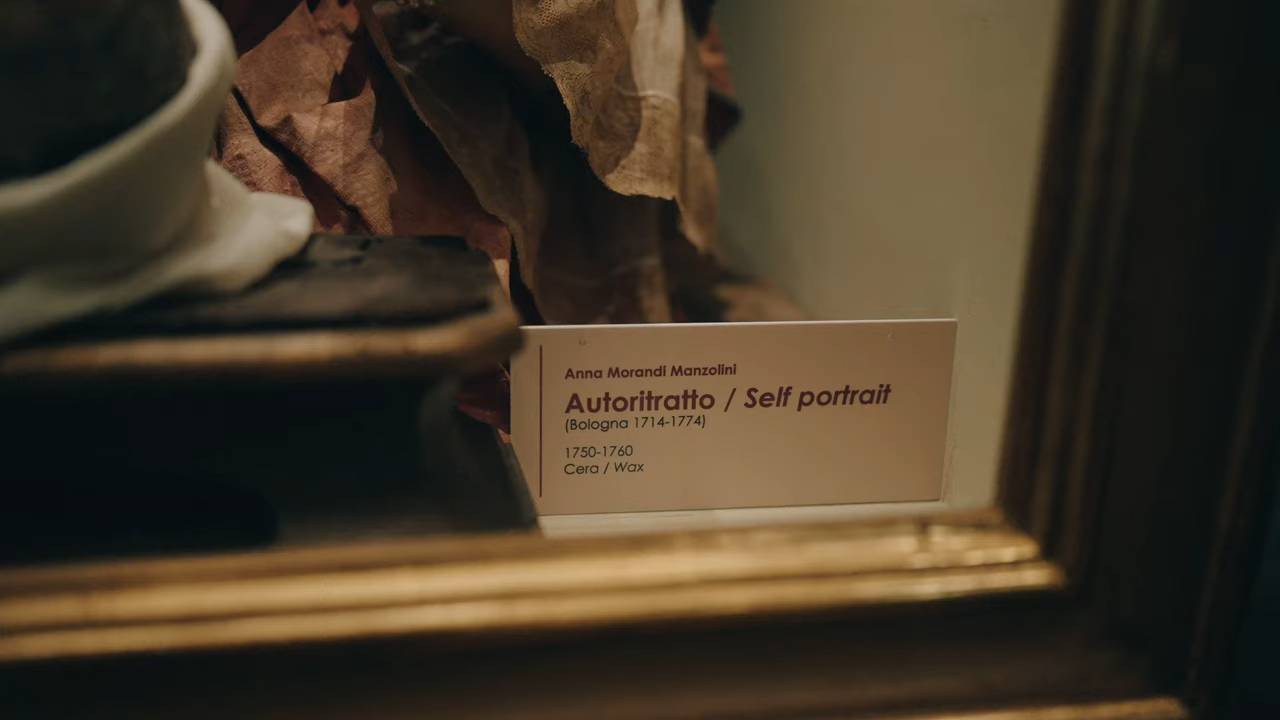 Anna Morandi Manzolini
Autoritratto / Self portrait
(Bologna 1714-1774)
1750-1760
Cera / Wax